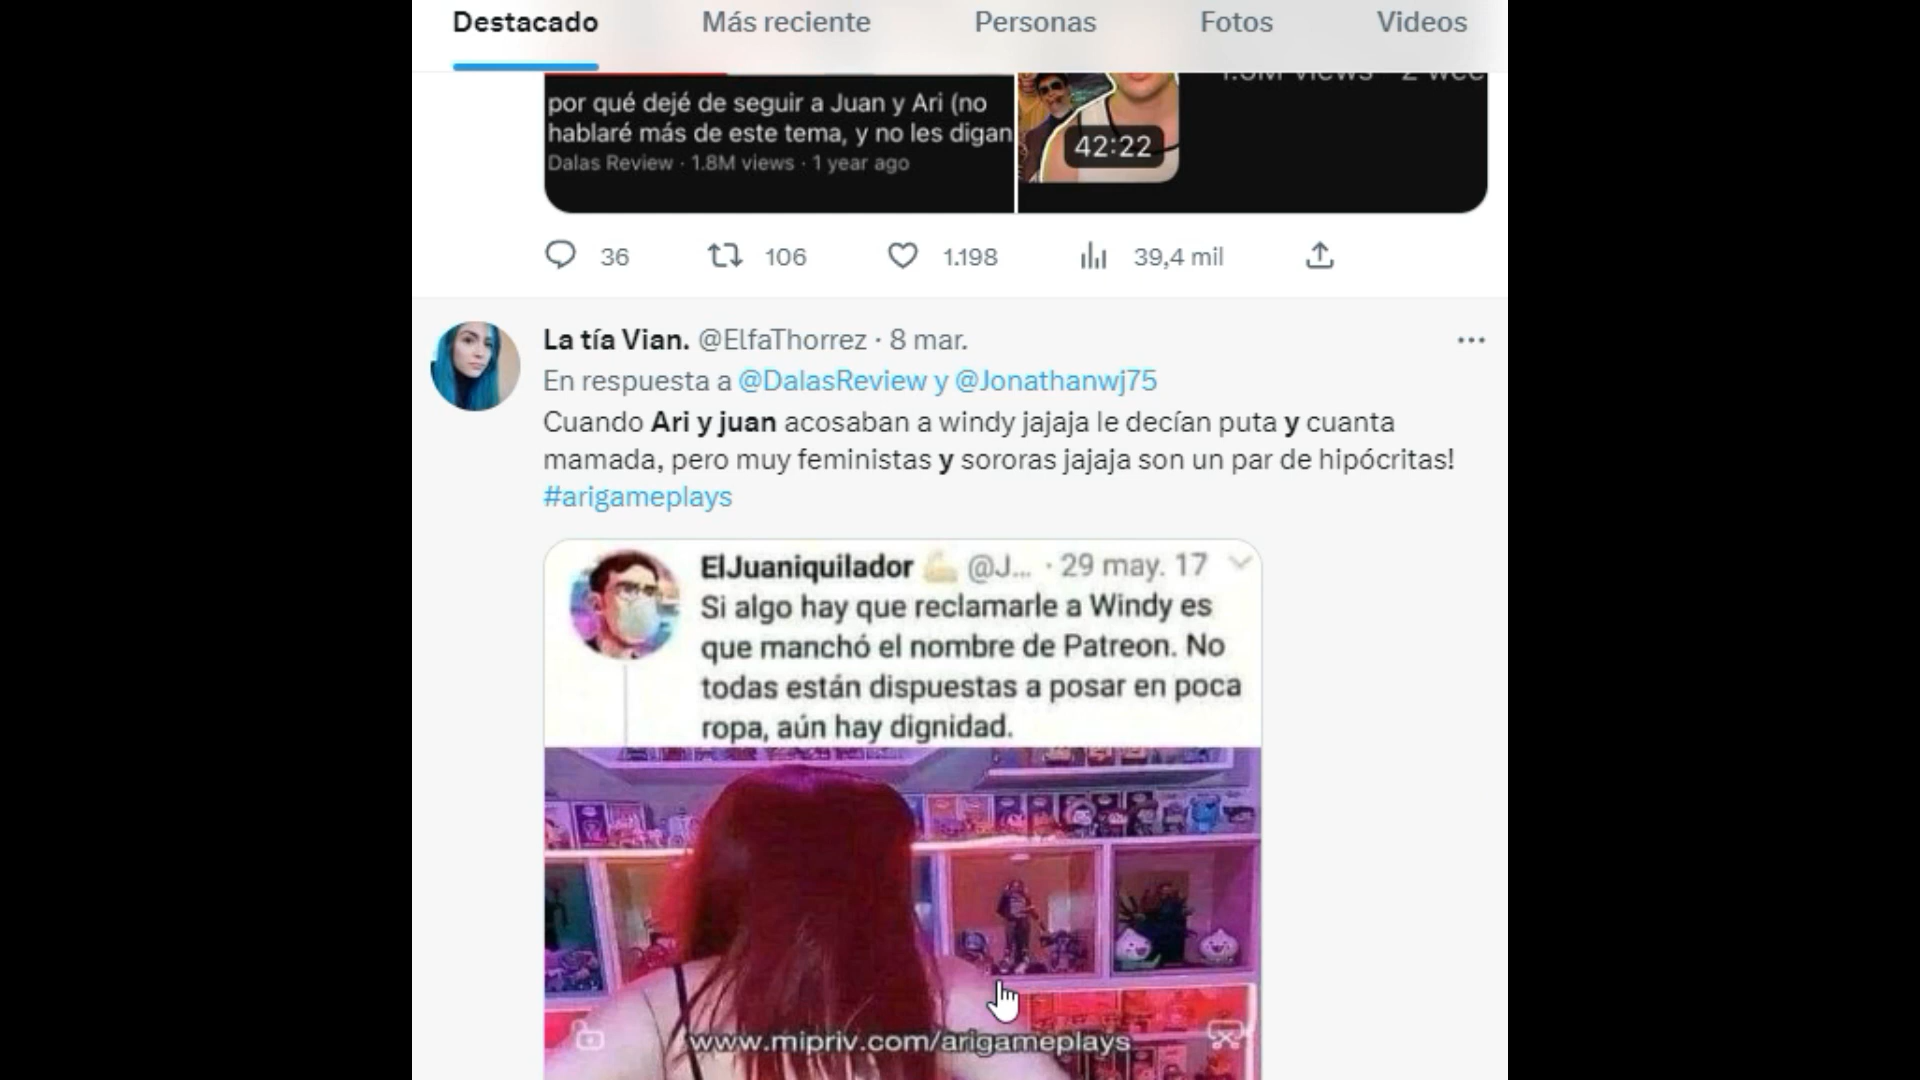 Destacado Más reciente Personas Fotos Videos
por qué dejé de seguir a Juan y Ari (no
hablaré más de este tema, y no les digan
Dalas Review · 1.8M views · 1 year ago
42:22
36 106 1.198 39,4 mil
La tía Vian. @ElfaThorrez · 8 mar.
En respuesta a @DalasReview y @Jonathanwj75
Cuando Ari y juan acosaban a windy jajaja le decían puta y cuanta
mamada, pero muy feministas y sororas jajaja son un par de hipócritas!
#arigameplays
ElJuaniquilador 💪 @J... · 29 may. 17
Si algo hay que reclamarle a Windy es
que manchó el nombre de Patreon. No
todas están dispuestas a posar en poca
ropa, aún hay dignidad.
www.mipriv.com/arigameplays